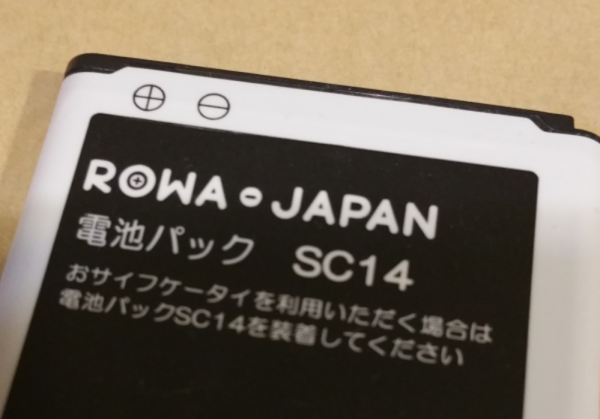 ⊕ ⊖
ROWA JAPAN
電池パック SC14
おサイフケータイを利用いただく場合は
電池パックSC14を装着してください